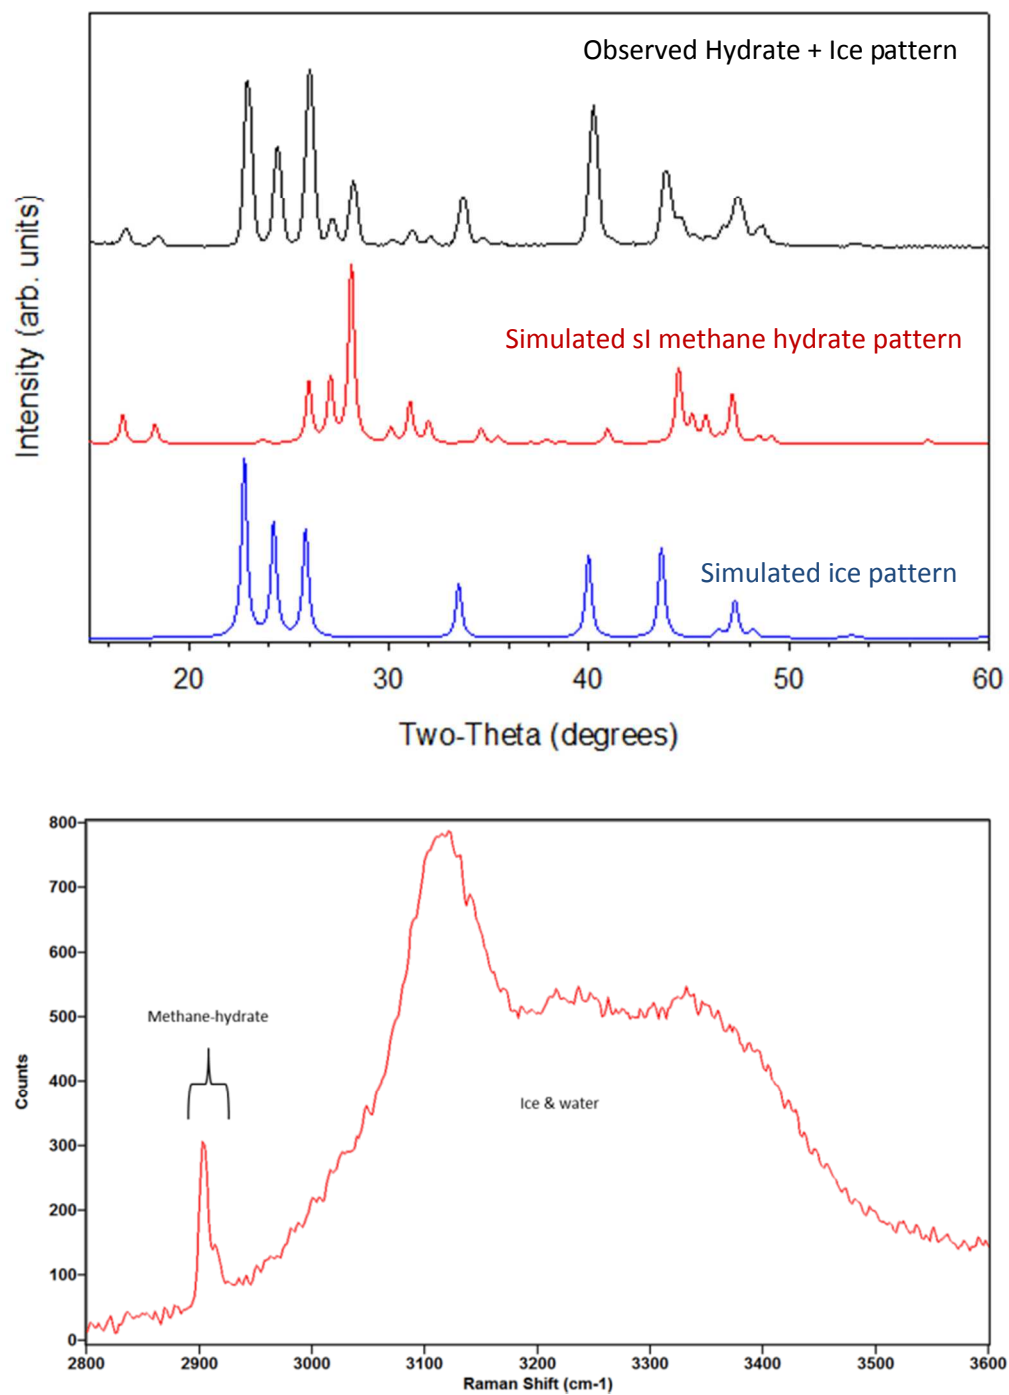 Observed Hydrate + Ice pattern
Simulated sI methane hydrate pattern
Simulated ice pattern
Intensity (arb. units)
20 30 40 50 60
Two-Theta (degrees)
800
700
600
500
400
300
200
100
0
Methane-hydrate
Ice & water
Counts
2800 2900 3000 3100 3200 3300 3400 3500 3600
Raman Shift (cm-1)